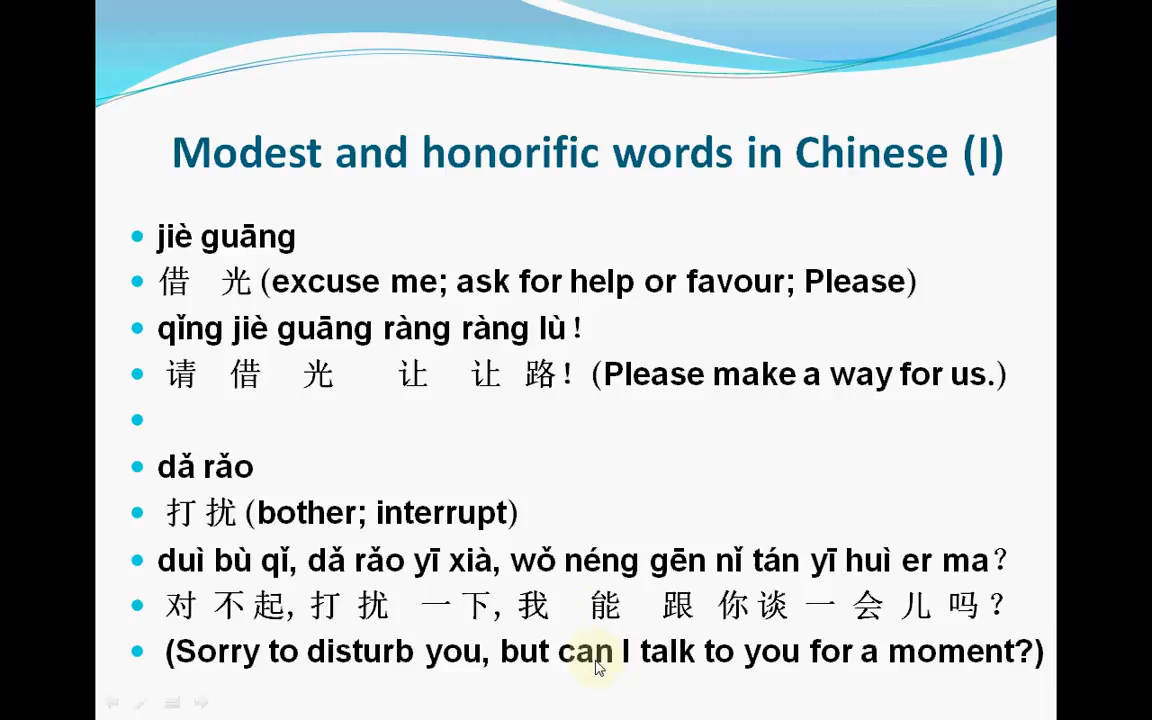 Modest and honorific words in Chinese (I)
jiè guāng
借 光 (excuse me; ask for help or favour; Please)
qǐng jiè guāng ràng ràng lù！
请 借 光 让 让 路！(Please make a way for us.)
dǎ rǎo
打 扰 (bother; interrupt)
duì bù qǐ, dǎ rǎo yī xià, wǒ néng gēn nǐ tán yī huì er ma？
对 不 起, 打 扰 一 下, 我 能 跟 你 谈 一 会 儿 吗？
(Sorry to disturb you, but can I talk to you for a moment?)